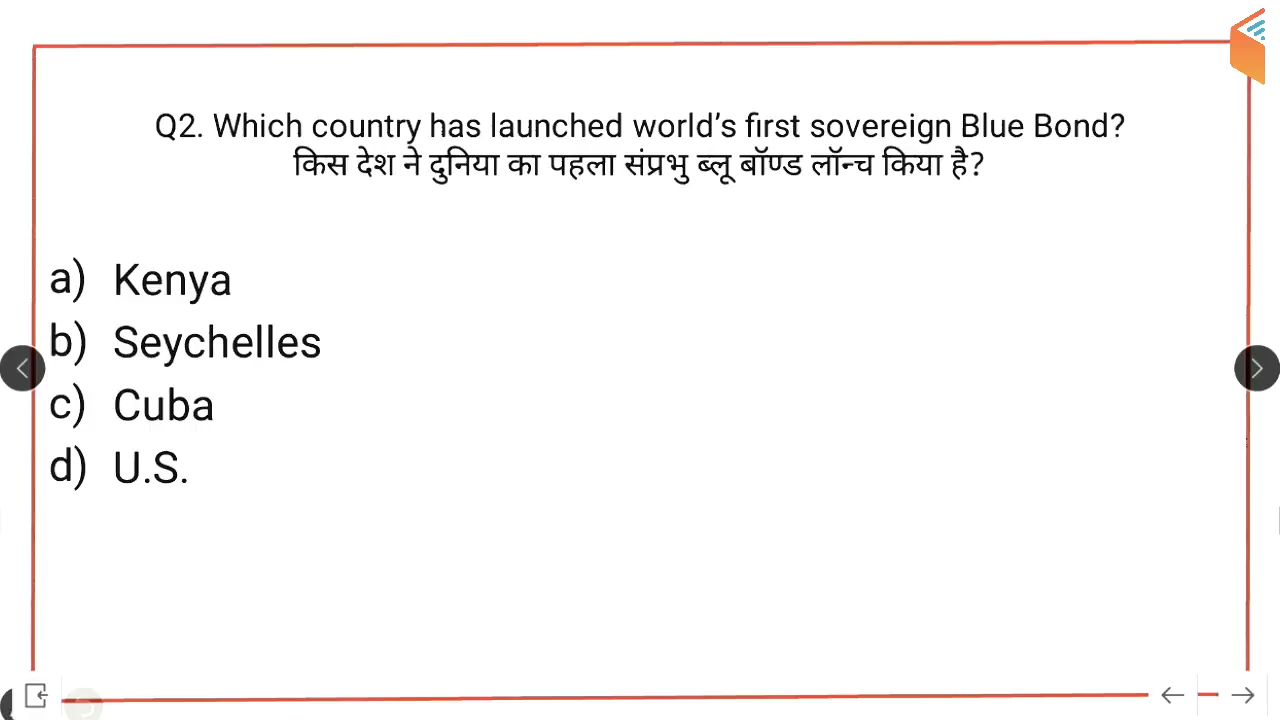 Q2. Which country has launched world's first sovereign Blue Bond?
किस देश ने दुनिया का पहला संप्रभु ब्लू बॉण्ड लॉन्च किया है?
a) Kenya
b) Seychelles
c) Cuba
d) U.S.